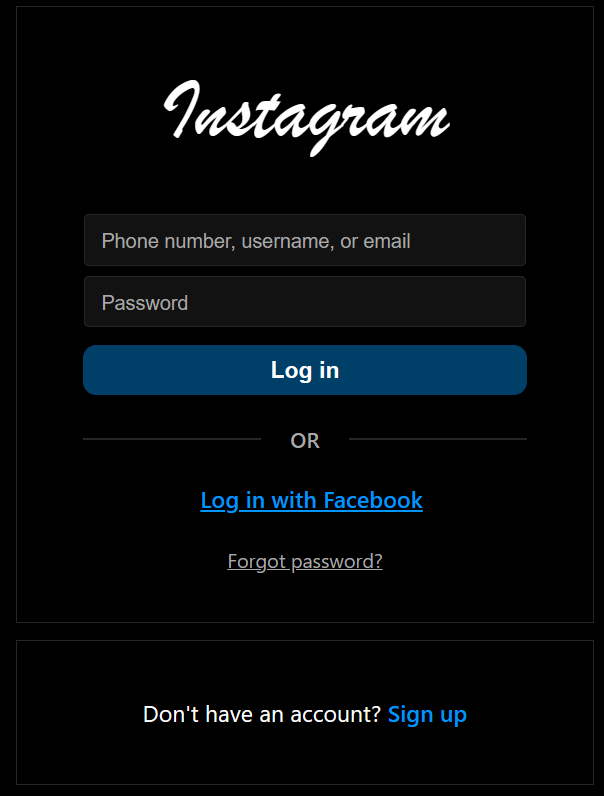 Instagram
Phone number, username, or email
Password
Log in
OR
Log in with Facebook
Forgot password?
Don't have an account? Sign up